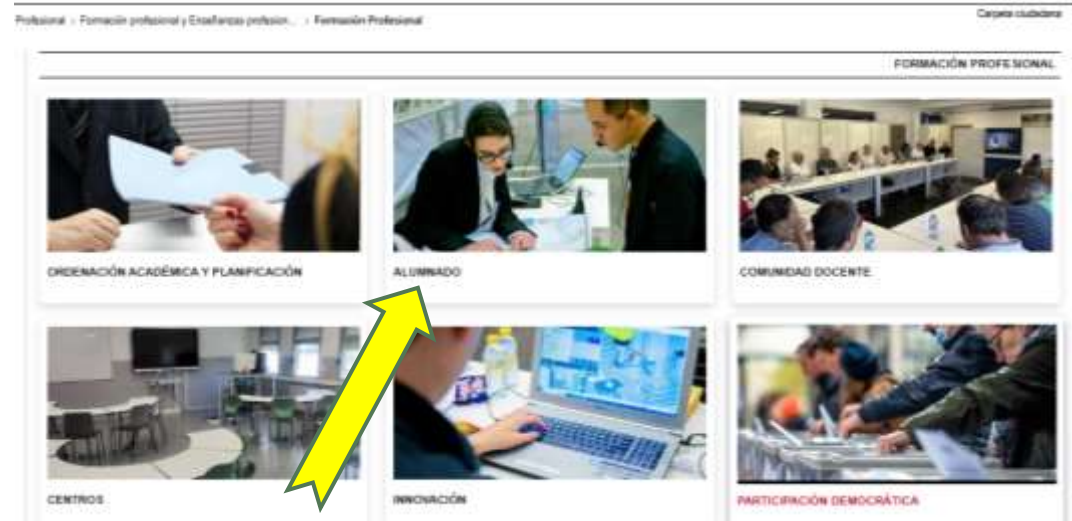 Profesional > Formación profesional y Enseñanzas profesion... > Formación Profesional
Carpeta ciudadana
FORMACIÓN PROFESIONAL
ORDENACIÓN ACADÉMICA Y PLANIFICACIÓN
ALUMNADO
COMUNIDAD DOCENTE
CENTROS
INNOVACIÓN
PARTICIPACIÓN DEMOCRÁTICA